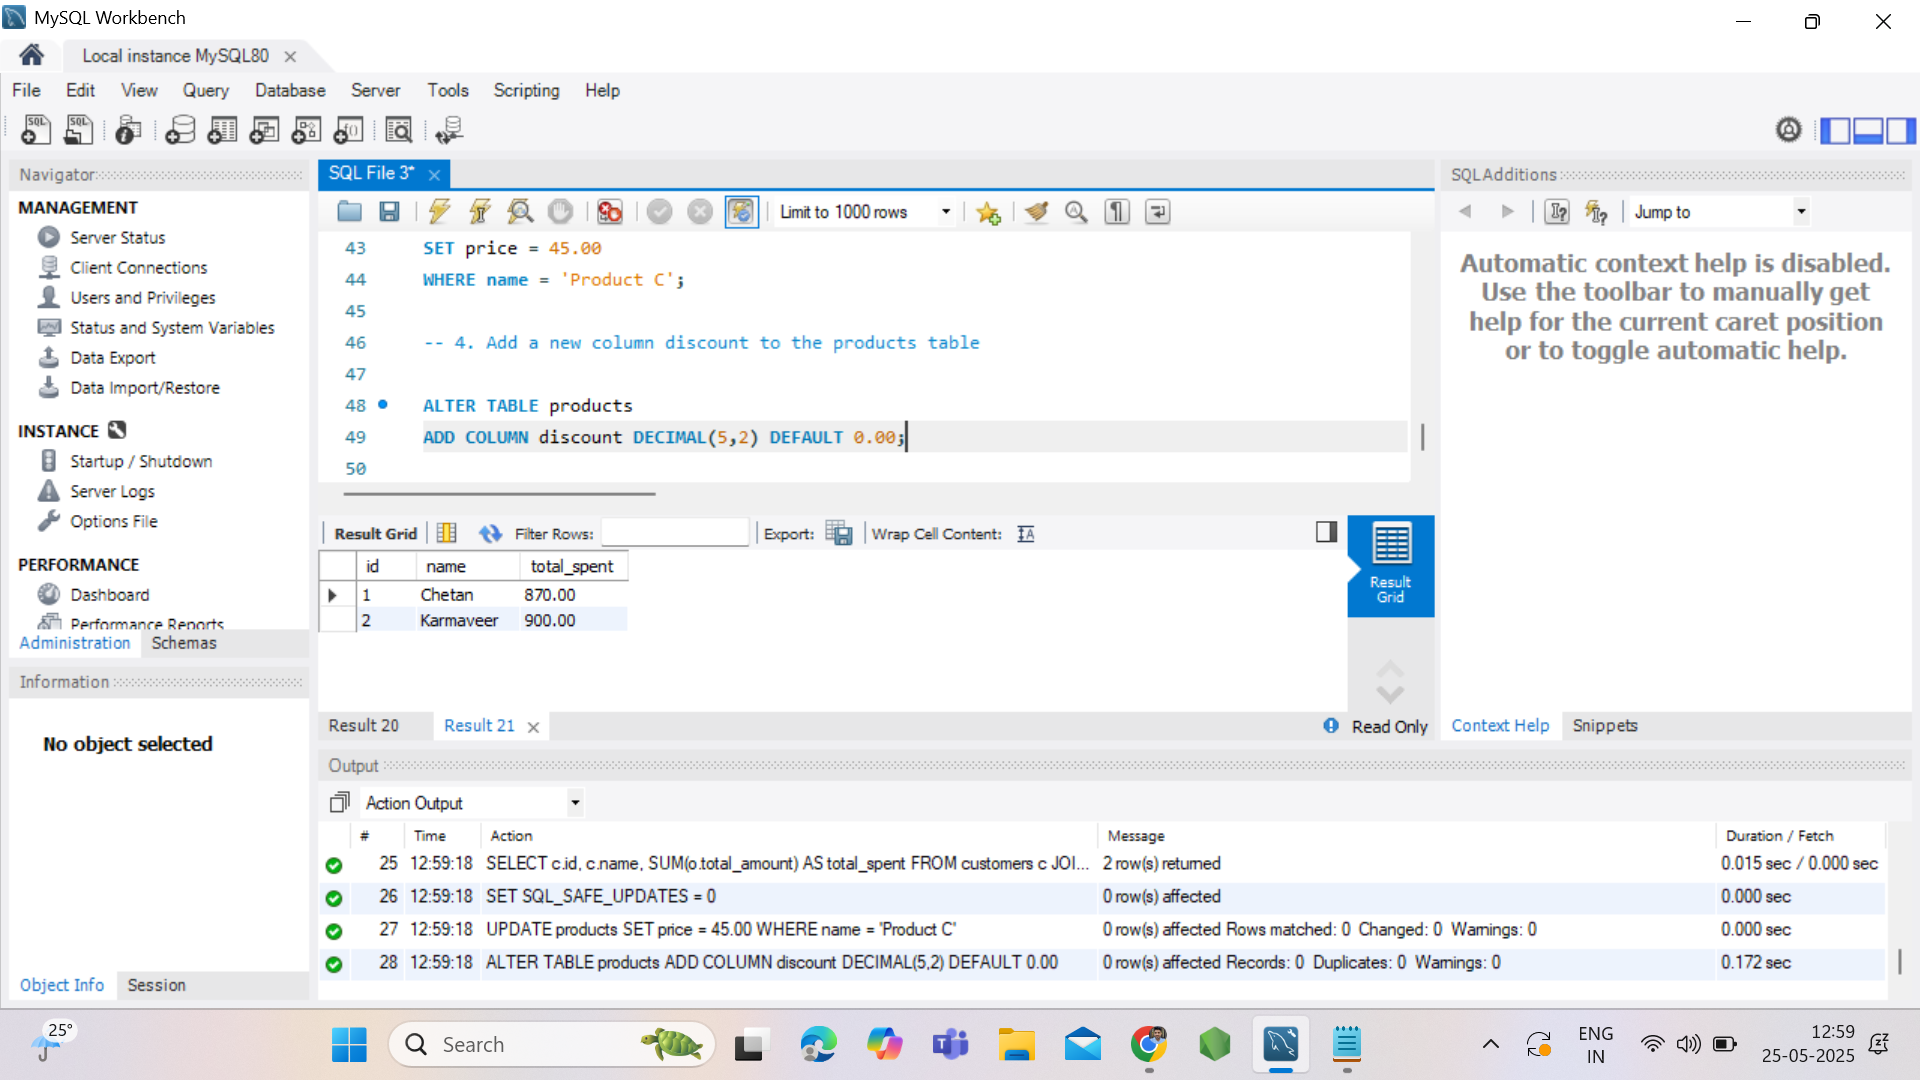 MySQL Workbench
Local instance MySQL80
File Edit View Query Database Server Tools Scripting Help
Navigator
MANAGEMENT
Server Status
Client Connections
Users and Privileges
Status and System Variables
Data Export
Data Import/Restore
INSTANCE
Startup / Shutdown
Server Logs
Options File
PERFORMANCE
Dashboard
Performance Reports
Administration Schemas
Information
No object selected
Object Info Session
SQL File 3*
Limit to 1000 rows
43 SET price = 45.00
44 WHERE name = 'Product C';
45
46 -- 4. Add a new column discount to the products table
47
48 ALTER TABLE products
49 ADD COLUMN discount DECIMAL(5,2) DEFAULT 0.00;
50
Result Grid Filter Rows: Export: Wrap Cell Content:
id name total_spent
1 Chetan 870.00
2 Karmaveer 900.00
Result Grid
Result 20 Result 21 Read Only
SQLAdditions
Jump to
Automatic context help is disabled.
Use the toolbar to manually get
help for the current caret position
or to toggle automatic help.
Context Help Snippets
Output
Action Output
# Time Action Message Duration / Fetch
25 12:59:18 SELECT c.id, c.name, SUM(o.total_amount) AS total_spent FROM customers c JOI... 2 row(s) returned 0.015 sec / 0.000 sec
26 12:59:18 SET SQL_SAFE_UPDATES = 0 0 row(s) affected 0.000 sec
27 12:59:18 UPDATE products SET price = 45.00 WHERE name = 'Product C' 0 row(s) affected Rows matched: 0 Changed: 0 Warnings: 0 0.000 sec
28 12:59:18 ALTER TABLE products ADD COLUMN discount DECIMAL(5,2) DEFAULT 0.00 0 row(s) affected Records: 0 Duplicates: 0 Warnings: 0 0.172 sec
25°
Search
ENG
IN
12:59
25-05-2025